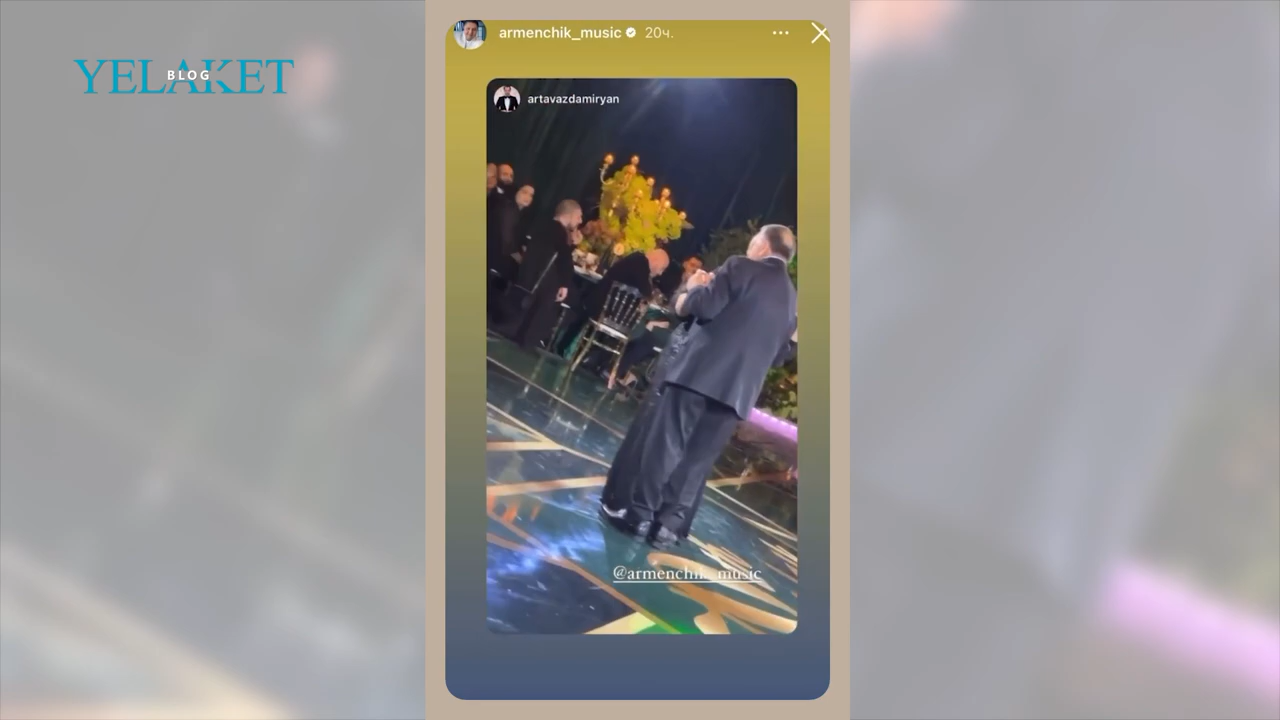 YELAKET
BLOG
armenchik_music 20ч.
artavazdamiryan
@armenchik_music